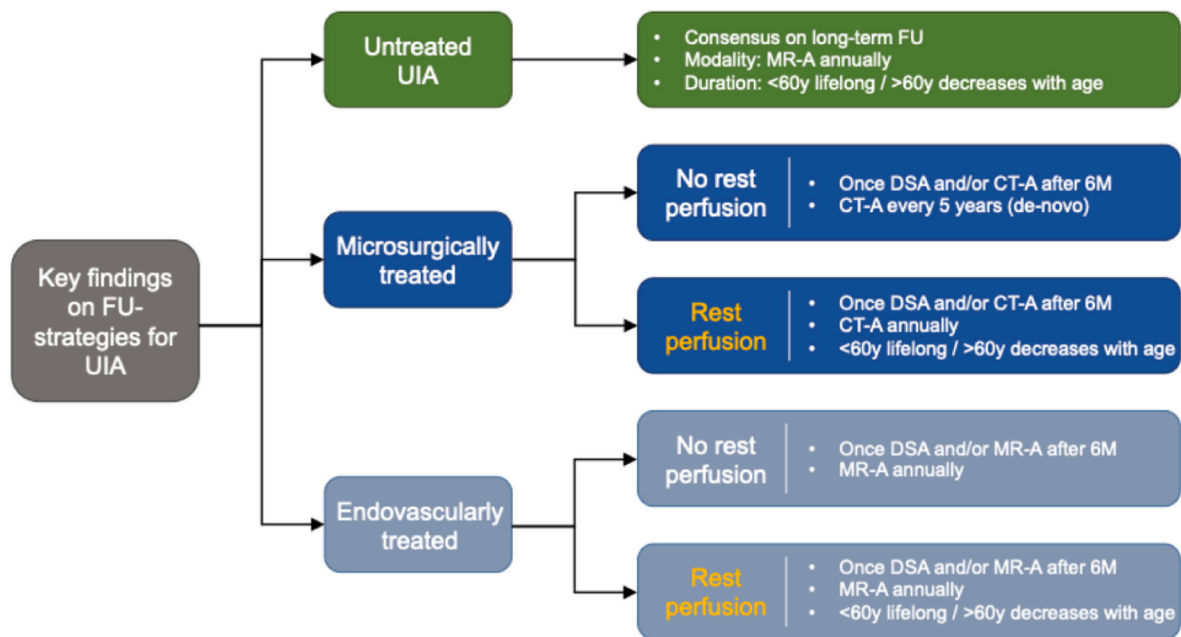 Key findings
on FU-
strategies for
UIA
Untreated
UIA
• Consensus on long-term FU
• Modality: MR-A annually
• Duration: <60y lifelong / >60y decreases with age
Microsurgically
treated
No rest
perfusion
• Once DSA and/or CT-A after 6M
• CT-A every 5 years (de-novo)
Rest
perfusion
• Once DSA and/or CT-A after 6M
• CT-A annually
• <60y lifelong / >60y decreases with age
Endovascularly
treated
No rest
perfusion
• Once DSA and/or MR-A after 6M
• MR-A annually
Rest
perfusion
• Once DSA and/or MR-A after 6M
• MR-A annually
• <60y lifelong / >60y decreases with age